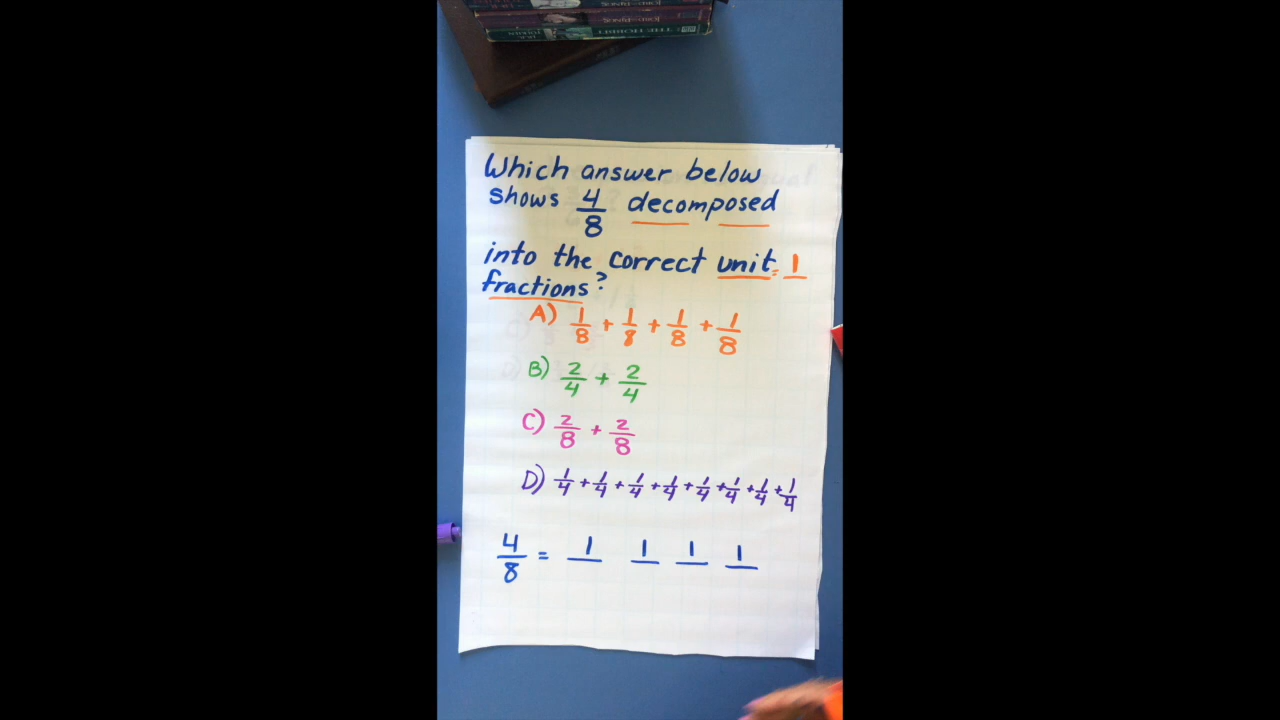 THE HOBBIT
Which answer below
shows 4/8 decomposed
into the correct unit = 1/
fractions?
A) 1/8 + 1/8 + 1/8 + 1/8
B) 2/4 + 2/4
C) 2/8 + 2/8
D) 1/4 + 1/4 + 1/4 + 1/4 + 1/4 + 1/4 + 1/4 + 1/4
4/8 = 1/ 1/ 1/ 1/